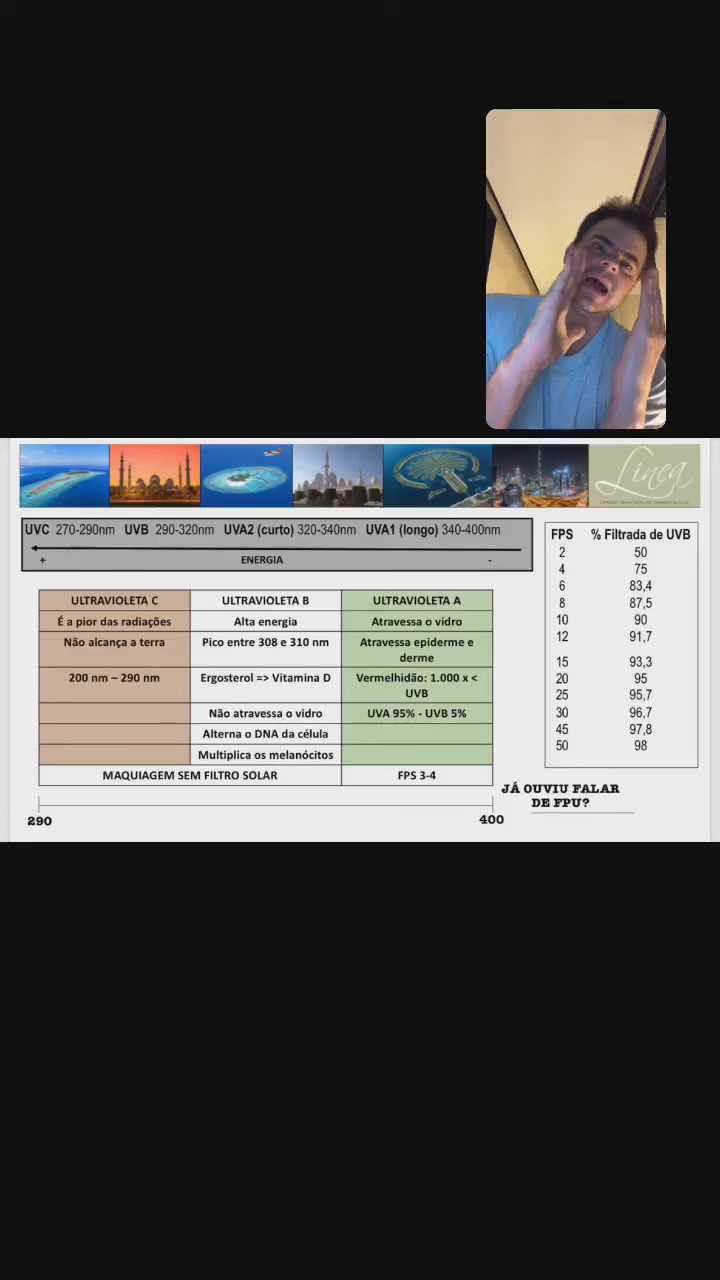 Linea
UVC 270-290nm UVB 290-320nm UVA2 (curto) 320-340nm UVA1 (longo) 340-400nm
+ ENERGIA -
ULTRAVIOLETA C ULTRAVIOLETA B ULTRAVIOLETA A
É a pior das radiações Alta energia Atravessa o vidro
Não alcança a terra Pico entre 308 e 310 nm Atravessa epiderme e
derme
200 nm – 290 nm Ergosterol => Vitamina D Vermelhidão: 1.000 x <
UVB
Não atravessa o vidro UVA 95% - UVB 5%
Alterna o DNA da célula
Multiplica os melanócitos
MAQUIAGEM SEM FILTRO SOLAR FPS 3-4
290 400
FPS % Filtrada de UVB
2 50
4 75
6 83,4
8 87,5
10 90
12 91,7
15 93,3
20 95
25 95,7
30 96,7
45 97,8
50 98
JÁ OUVIU FALAR
DE FPU?